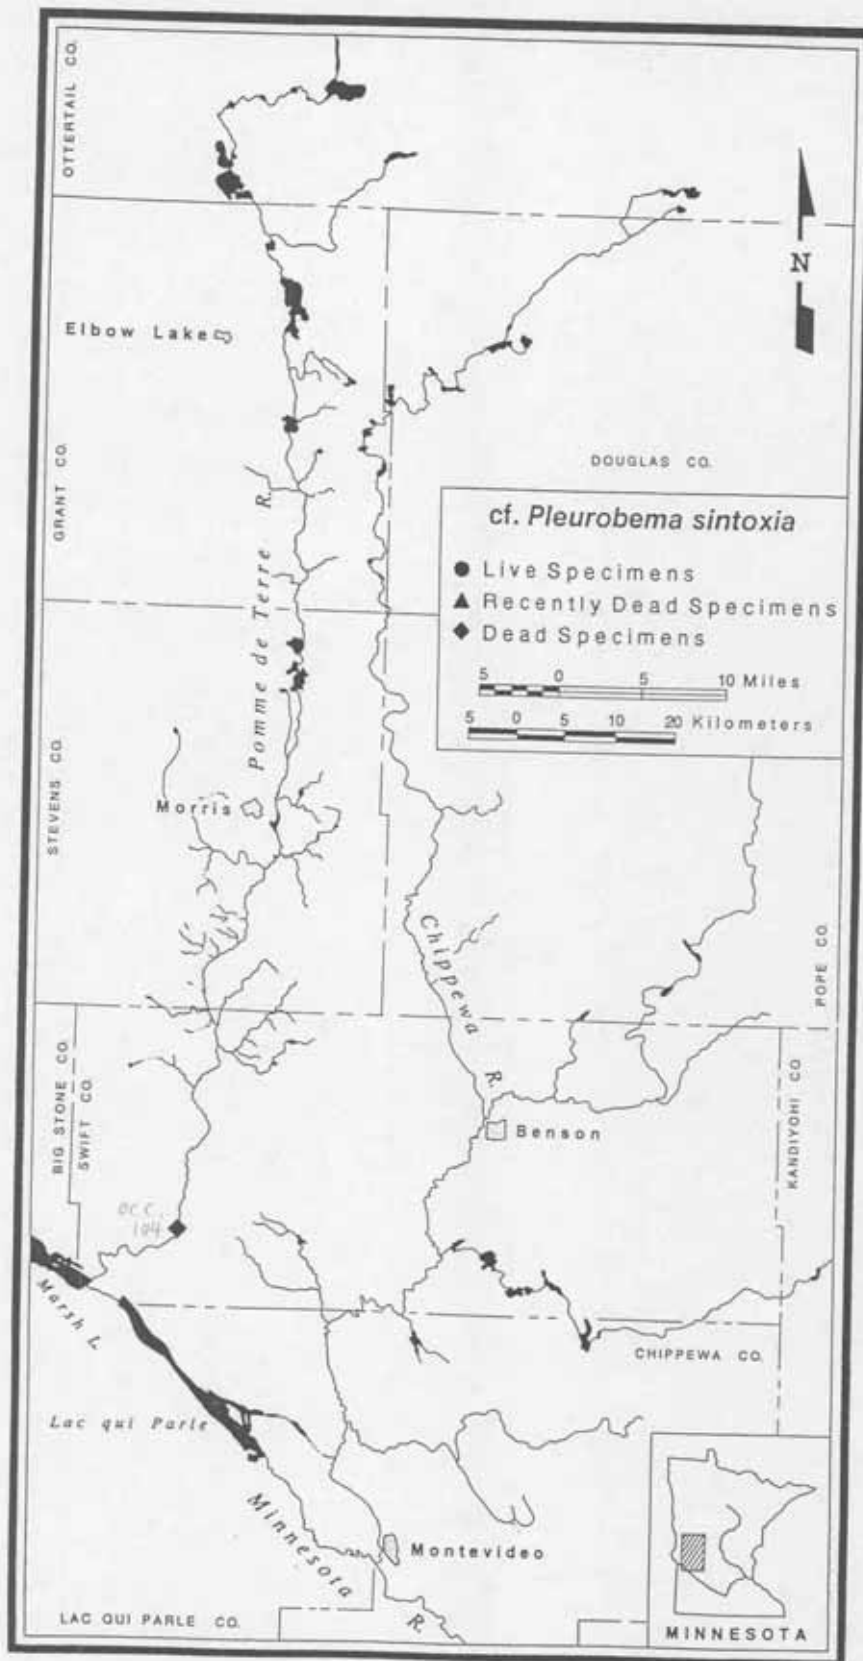 OTTERTAIL CO.
N
Elbow Lake
GRANT CO.
DOUGLAS CO.
cf. Pleurobema sintoxia
Live Specimens
Recently Dead Specimens
Dead Specimens
5 0 5 10 Miles
5 0 5 10 20 Kilometers
Pomme de Terre R.
STEVENS CO.
Morris
Chippewa R.
POPE CO.
BIG STONE CO.
SWIFT CO.
Benson
KANDIYOHI CO
OCC.
104
Marsh L.
CHIPPEWA CO.
Lac qui Parle
Minnesota R.
Montevideo
LAC QUI PARLE CO.
MINNESOTA